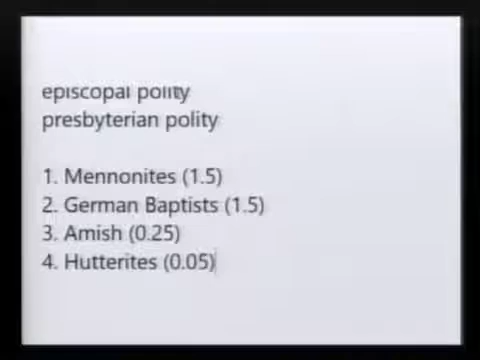 episcopal polity
presbyterian polity
1. Mennonites (1.5)
2. German Baptists (1.5)
3. Amish (0.25)
4. Hutterites (0.05)